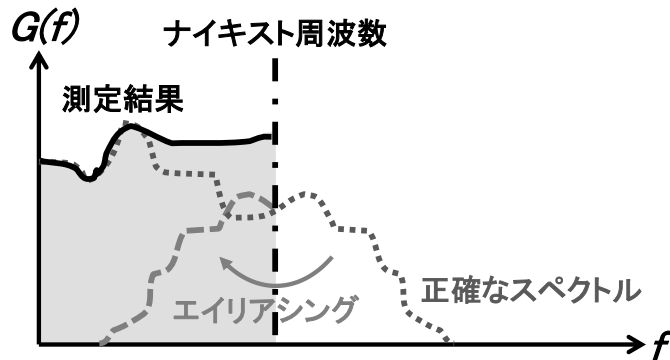 G(f)
ナイキスト周波数
測定結果
正確なスペクトル
エイリアシング
f